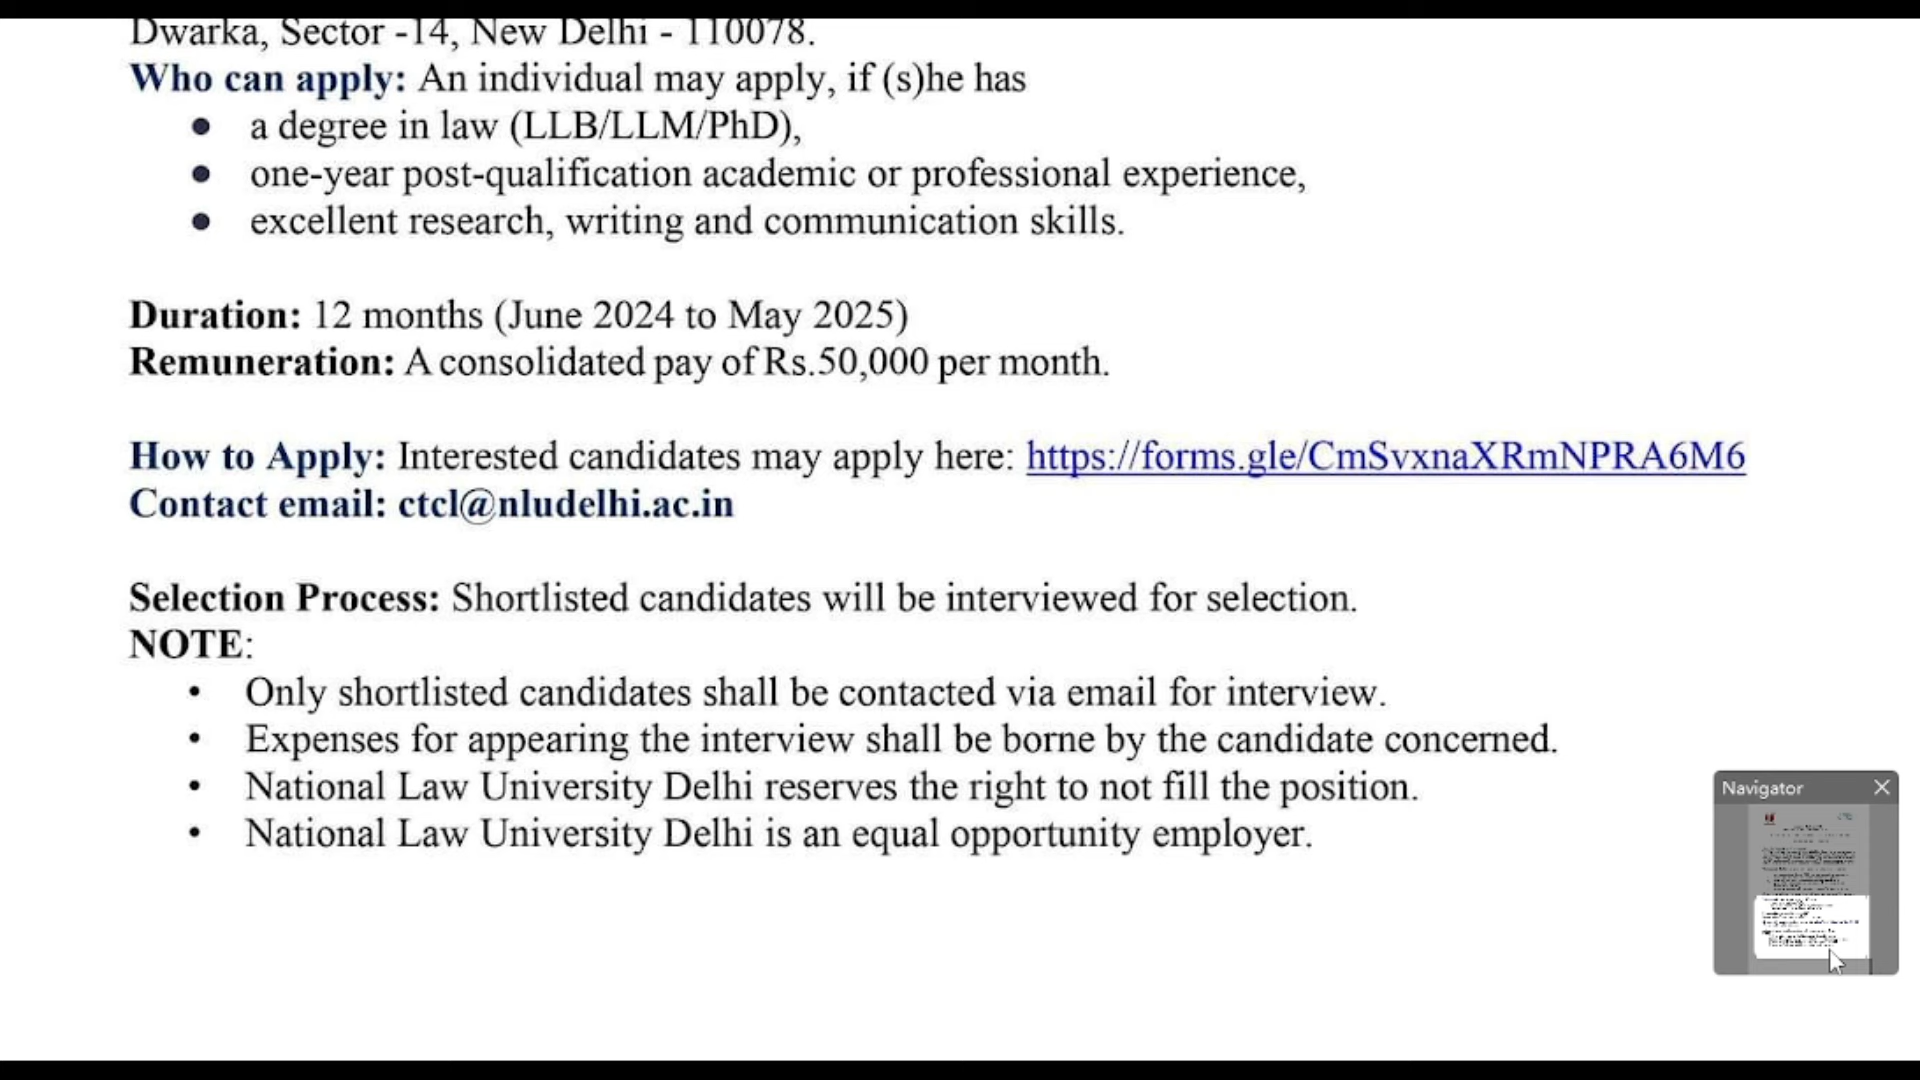 Dwarka, Sector -14, New Delhi - 110078.
Who can apply: An individual may apply, if (s)he has
● a degree in law (LLB/LLM/PhD),
● one-year post-qualification academic or professional experience,
● excellent research, writing and communication skills.
Duration: 12 months (June 2024 to May 2025)
Remuneration: A consolidated pay of Rs.50,000 per month.
How to Apply: Interested candidates may apply here: https://forms.gle/CmSvxnaXRmNPRA6M6
Contact email: ctcl@nludelhi.ac.in
Selection Process: Shortlisted candidates will be interviewed for selection.
NOTE:
• Only shortlisted candidates shall be contacted via email for interview.
• Expenses for appearing the interview shall be borne by the candidate concerned.
• National Law University Delhi reserves the right to not fill the position.
• National Law University Delhi is an equal opportunity employer.
Navigator